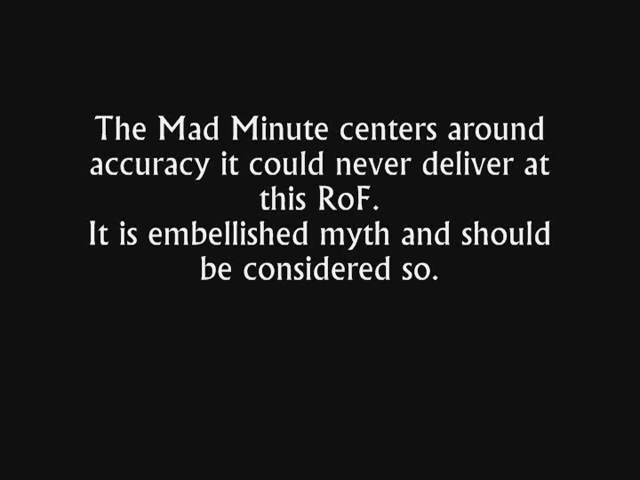 The Mad Minute centers around
accuracy it could never deliver at
this RoF.
It is embellished myth and should
be considered so.